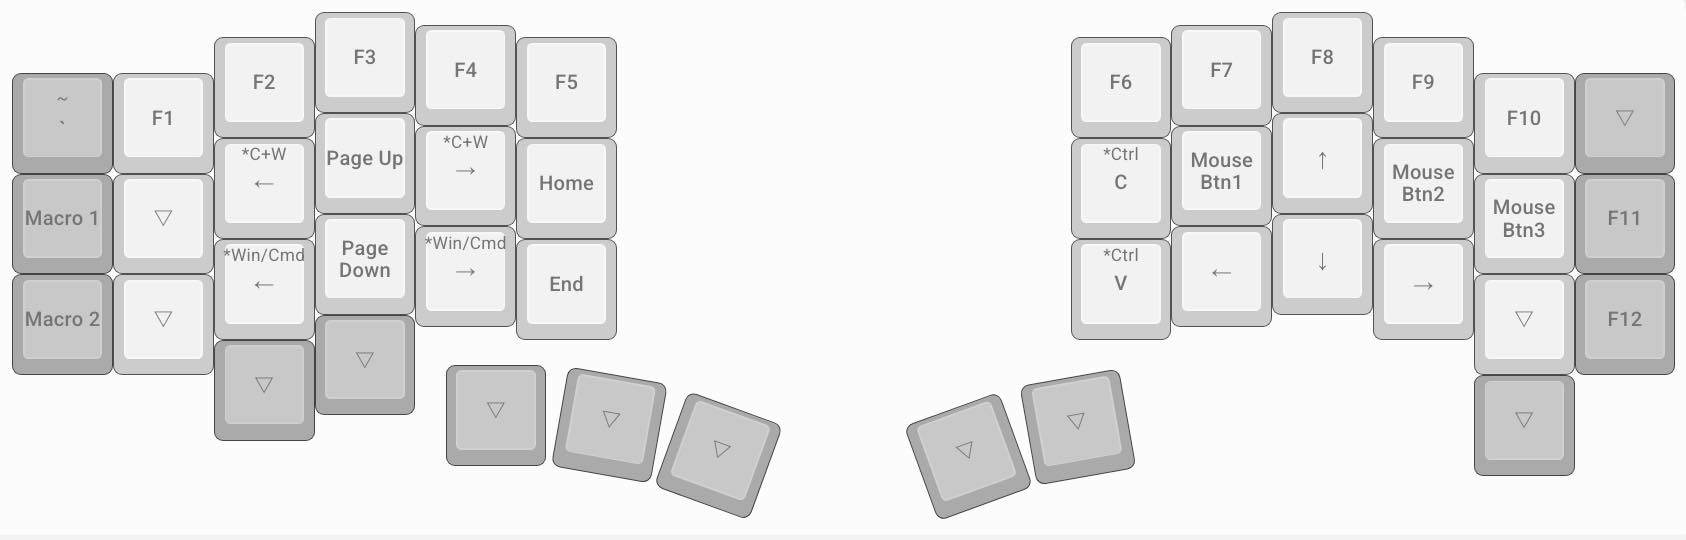 ~
`
F1
F2
F3
F4
F5
Macro 1
▽
*C+W
←
Page Up
*C+W
→
Home
Macro 2
▽
*Win/Cmd
←
Page
Down
*Win/Cmd
→
End
▽
▽
▽
▽
▽
F6
F7
F8
F9
F10
▽
*Ctrl
C
Mouse
Btn1
↑
Mouse
Btn2
Mouse
Btn3
F11
*Ctrl
V
←
↓
→
▽
F12
▽
▽
▽